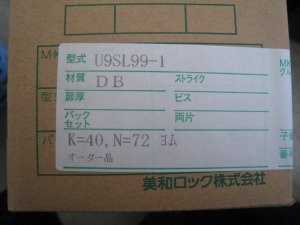 MK
型式 U9SL99-1
材質 DB ストライク
扉厚 ビス
バックセット 両片
K=40, N=72 ヨム
オーダー品
美和ロック株式会社